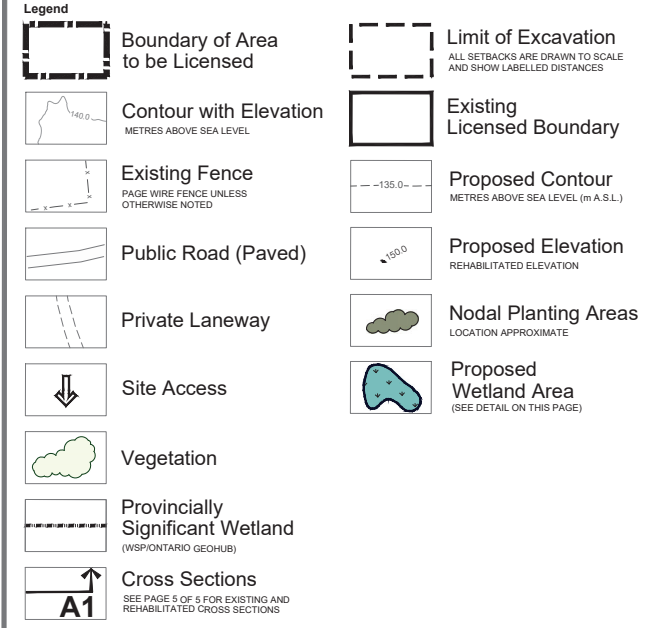 Legend
Boundary of Area
to be Licensed
140.0
Contour with Elevation
METRES ABOVE SEA LEVEL
Existing Fence
PAGE WIRE FENCE UNLESS
OTHERWISE NOTED
Public Road (Paved)
Private Laneway
Site Access
Vegetation
Provincially
Significant Wetland
(WSP/ONTARIO GEOHUB)
A1
Cross Sections
SEE PAGE 5 OF 5 FOR EXISTING AND
REHABILITATED CROSS SECTIONS
Limit of Excavation
ALL SETBACKS ARE DRAWN TO SCALE
AND SHOW LABELLED DISTANCES
Existing
Licensed Boundary
135.0
Proposed Contour
METRES ABOVE SEA LEVEL (m A.S.L.)
150.0
Proposed Elevation
REHABILITATED ELEVATION
Nodal Planting Areas
LOCATION APPROXIMATE
Proposed
Wetland Area
(SEE DETAIL ON THIS PAGE)